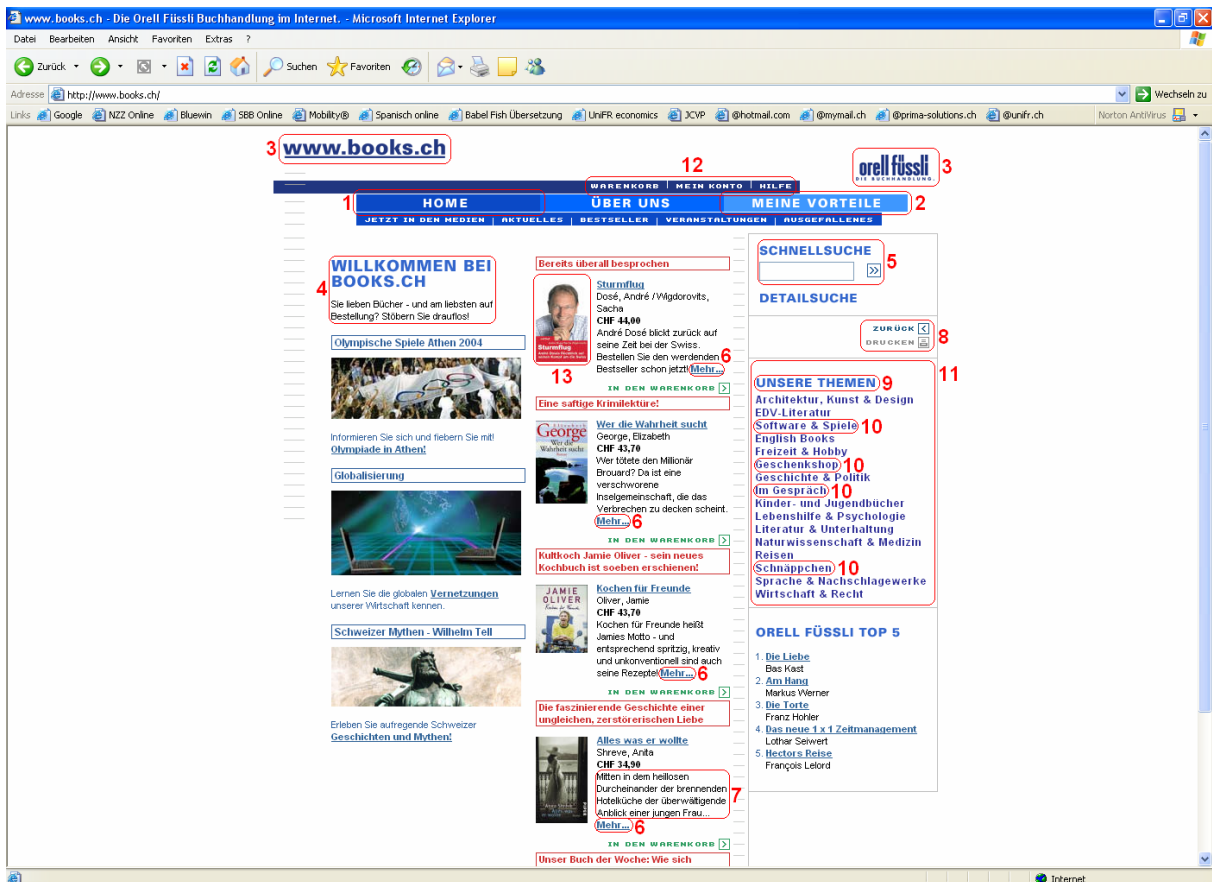 www.books.ch - Die Orell Füssli Buchhandlung im Internet. - Microsoft Internet Explorer
Datei Bearbeiten Ansicht Favoriten Extras ?
Zurück Suchen Favoriten
Adresse http://www.books.ch/ Wechseln zu
Links Google NZZ Online Bluewin SBB Online Mobility® Spanisch online Babel Fish Übersetzung UniFR economics JCVP @hotmail.com @mymail.ch @prima-solutions.ch @unifr.ch Norton AntiVirus
3 www.books.ch
orell füssli 3
DIE BUCHHANDLUNG.
12
WARENKORB | MEIN KONTO | HILFE
1 HOME ÜBER UNS MEINE VORTEILE 2
JETZT IN DEN MEDIEN | AKTUELLES | BESTSELLER | VERANSTALTUNGEN | AUSGEFALLENES
4
WILLKOMMEN BEI
BOOKS.CH
Sie lieben Bücher - und am liebsten auf
Bestellung? Stöbern Sie drauflos!
Olympische Spiele Athen 2004
Informieren Sie sich und fiebern Sie mit!
Olympiade in Athen!
Globalisierung
Lernen Sie die globalen Vernetzungen
unserer Wirtschaft kennen.
Schweizer Mythen - Wilhelm Tell
Erleben Sie aufregende Schweizer
Geschichten und Mythen!
Bereits überall besprochen
Sturmflug
13
Sturmflug
Dosé, André / Wigdorovits,
Sacha
CHF 44,00
André Dosé blickt zurück auf
seine Zeit bei der Swiss.
Bestellen Sie den werdenden 6
Bestseller schon jetzt! Mehr...
IN DEN WARENKORB
Eine saftige Krimilektüre!
Elizabeth
George
Wer die
Wahrheit sucht
Wer die Wahrheit sucht
George, Elizabeth
CHF 43,70
Wer tötete den Millionär
Brouard? Da ist eine
verschworene
Inselgemeinschaft, die das
Verbrechen zu decken scheint.
Mehr... 6
IN DEN WARENKORB
Kultkoch Jamie Oliver - sein neues
Kochbuch ist soeben erschienen!
JAMIE
OLIVER
Kochen für Freunde
Kochen für Freunde
Oliver, Jamie
CHF 43,70
Kochen für Freunde heißt
Jamies Motto - und
entsprechend spritzig, kreativ
und unkonventionell sind auch
seine Rezepte! Mehr... 6
IN DEN WARENKORB
Die faszinierende Geschichte einer
ungleichen, zerstörerischen Liebe
Alles was er wollte
Shreve, Anita
CHF 34,90
Mitten in dem heillosen
Durcheinander der brennenden
Hotelküche der überwältigende 7
Anblick einer jungen Frau...
Mehr... 6
IN DEN WARENKORB
Unser Buch der Woche: Wie sich
SCHNELLSUCHE
5
DETAILSUCHE
ZURÜCK
DRUCKEN
8
11
UNSERE THEMEN 9
Architektur, Kunst & Design
EDV-Literatur
Software & Spiele 10
English Books
Freizeit & Hobby
Geschenkshop 10
Geschichte & Politik
Im Gespräch 10
Kinder- und Jugendbücher
Lebenshilfe & Psychologie
Literatur & Unterhaltung
Naturwissenschaft & Medizin
Reisen
Schnäppchen 10
Sprache & Nachschlagewerke
Wirtschaft & Recht
ORELL FÜSSLI TOP 5
1. Die Liebe
Bas Kast
2. Am Hang
Markus Werner
3. Die Torte
Franz Hohler
4. Das neue 1 x 1 Zeitmanagement
Lothar Seiwert
5. Hectors Reise
François Lelord
Internet